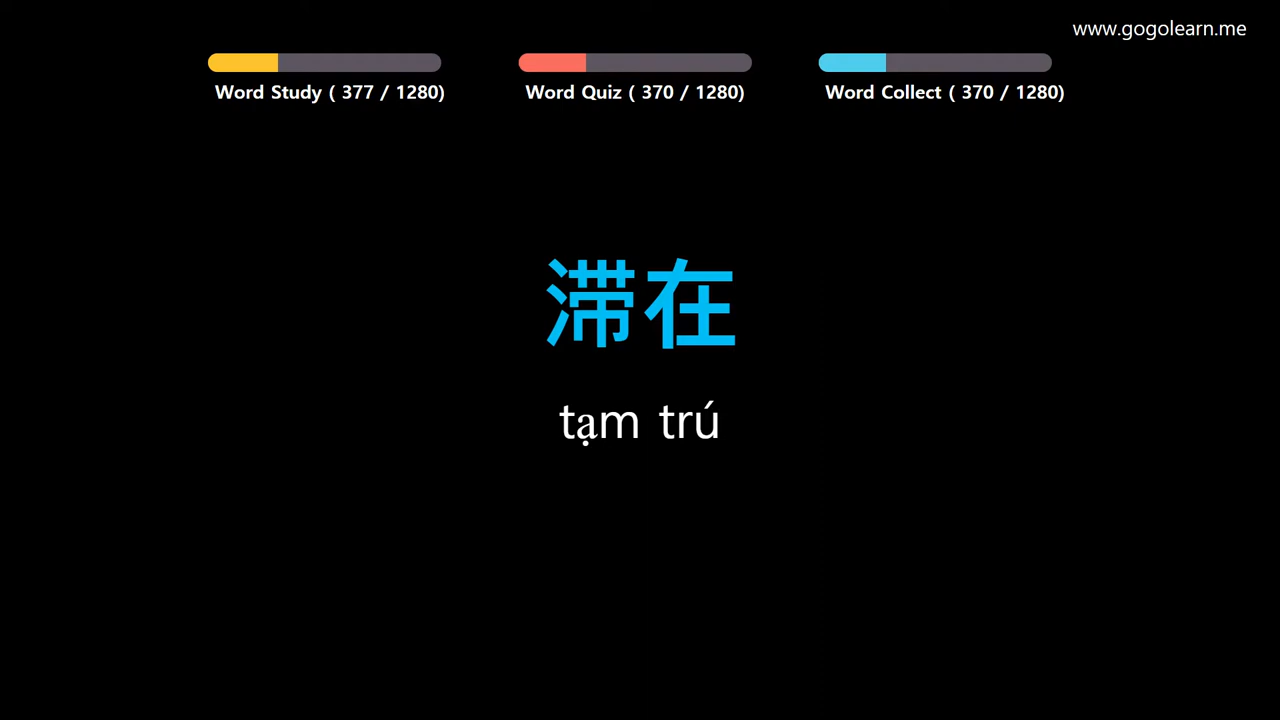 www.gogolearn.me
Word Study ( 377 / 1280)
Word Quiz ( 370 / 1280)
Word Collect ( 370 / 1280)
滞在
tạm trú